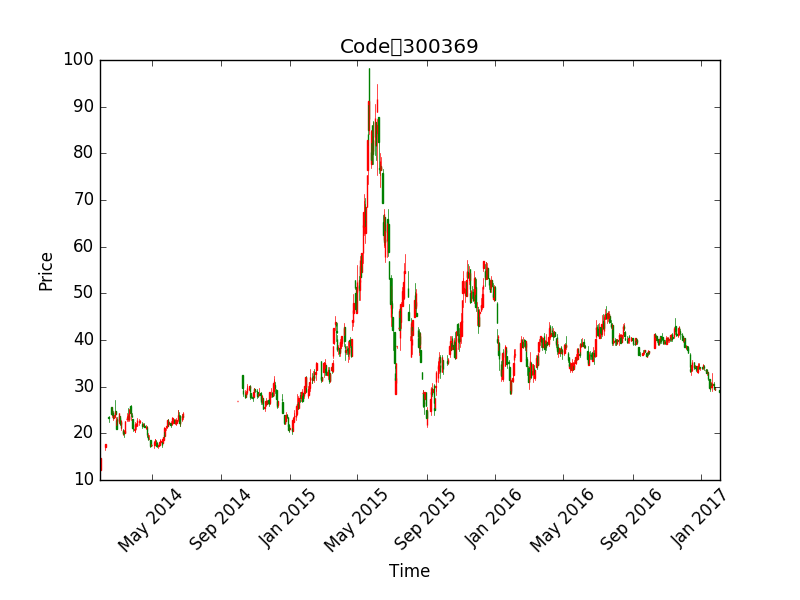 Code▯300369
100
90
80
70
60
50
40
30
20
10
Price
May 2014
Sep 2014
Jan 2015
May 2015
Sep 2015
Jan 2016
May 2016
Sep 2016
Jan 2017
Time